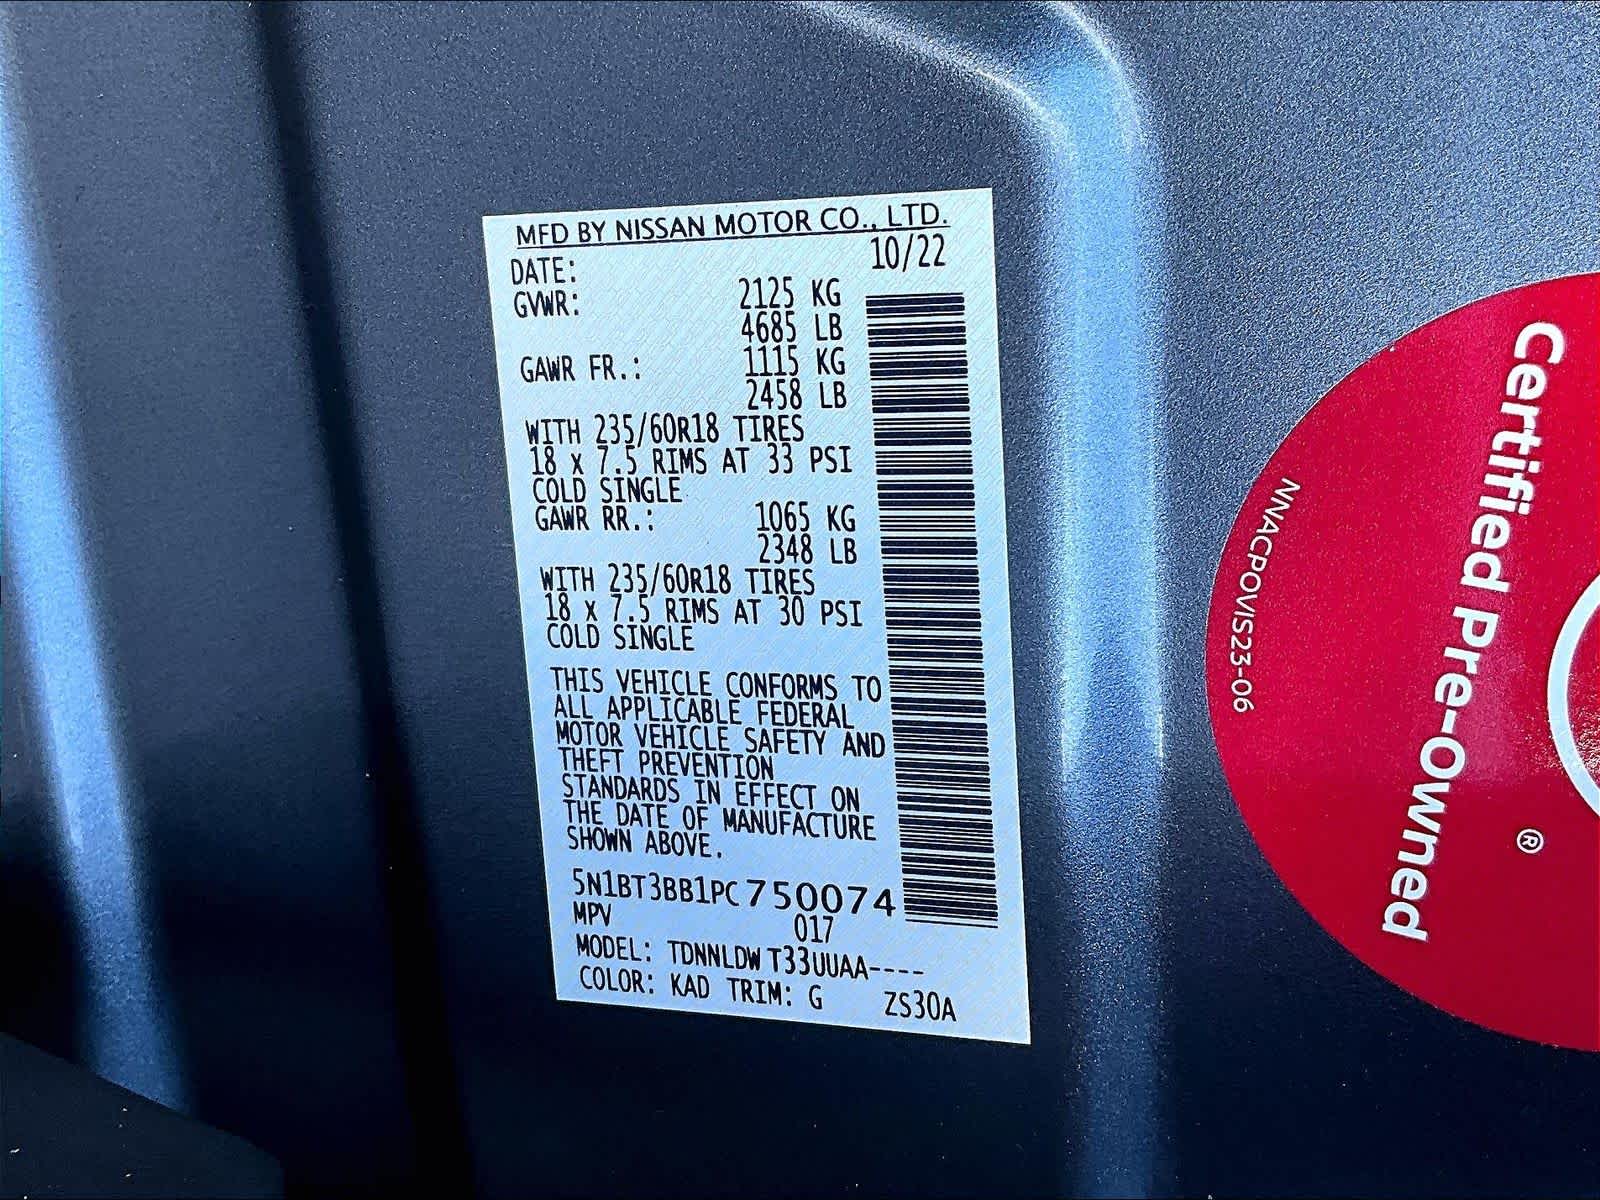 MFD BY NISSAN MOTOR CO., LTD.
DATE: 10/22
GVWR: 2125 KG
4685 LB
GAWR FR.: 1115 KG
2458 LB
WITH 235/60R18 TIRES
18 x 7.5 RIMS AT 33 PSI
COLD SINGLE
GAWR RR.: 1065 KG
2348 LB
WITH 235/60R18 TIRES
18 x 7.5 RIMS AT 30 PSI
COLD SINGLE
THIS VEHICLE CONFORMS TO
ALL APPLICABLE FEDERAL
MOTOR VEHICLE SAFETY AND
THEFT PREVENTION
STANDARDS IN EFFECT ON
THE DATE OF MANUFACTURE
SHOWN ABOVE.
5N1BT3BB1PC750074
MPV 017
MODEL: TDNNLDW T33UUAA----
COLOR: KAD TRIM: G ZS30A
Certified Pre-Owned
®
NNACPOVIS23-06